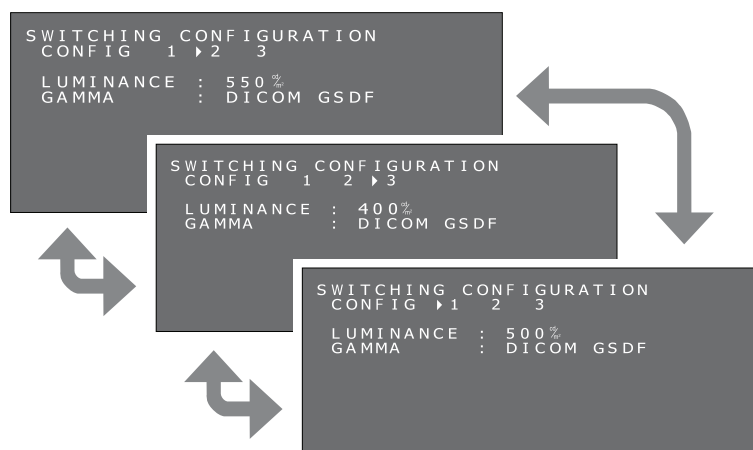 SWITCHING CONFIGURATION
CONFIG 1 ▸2 3
LUMINANCE : 550 cd/m²
GAMMA : DICOM GSDF
SWITCHING CONFIGURATION
CONFIG 1 2 ▸3
LUMINANCE : 400 cd/m²
GAMMA : DICOM GSDF
SWITCHING CONFIGURATION
CONFIG ▸1 2 3
LUMINANCE : 500 cd/m²
GAMMA : DICOM GSDF